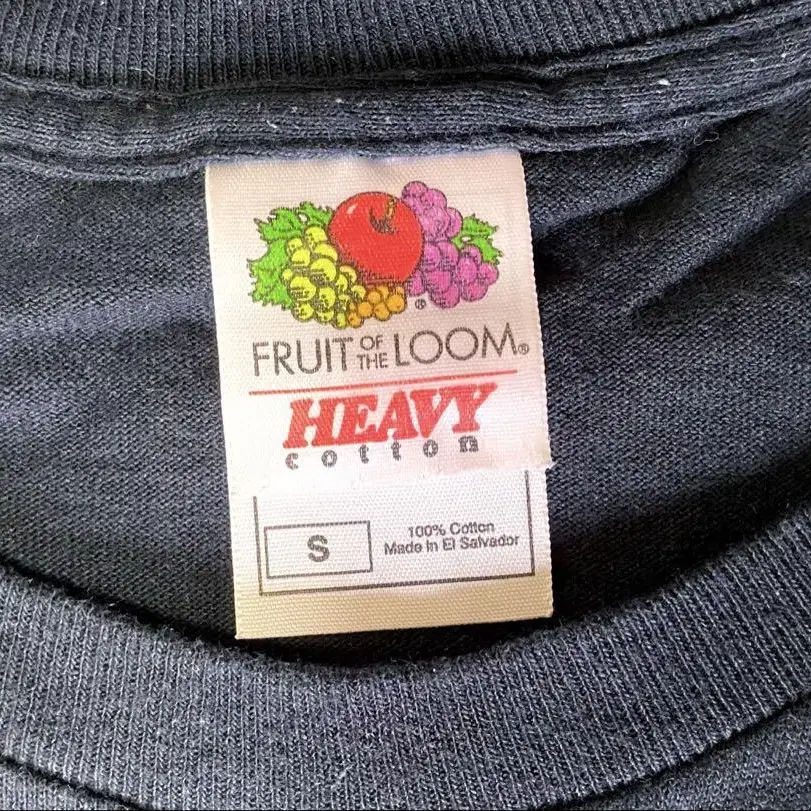 ®
FRUIT OF THE LOOM®
HEAVY
cotton
S
100% Cotton
Made In El Salvador